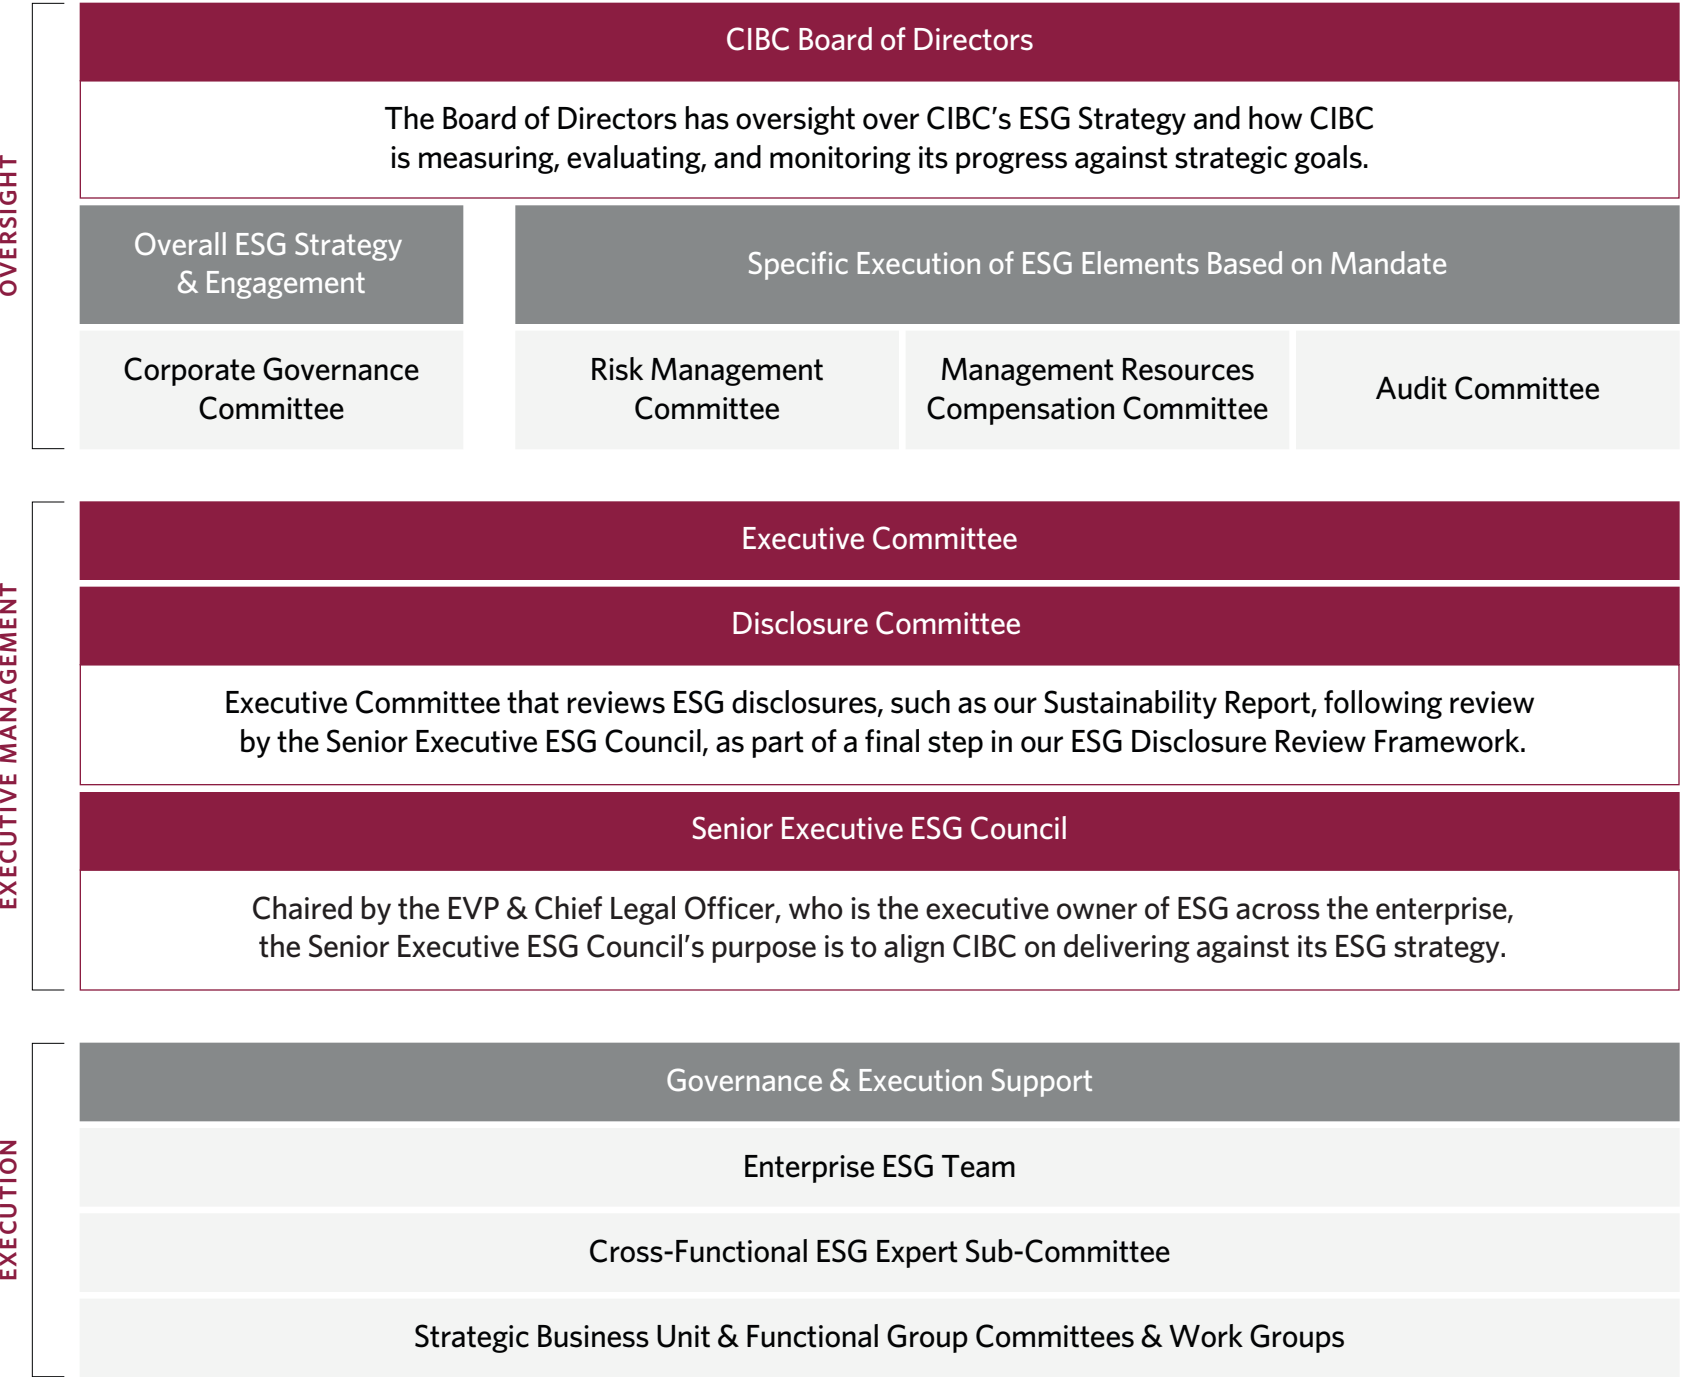 OVERSIGHT
CIBC Board of Directors
The Board of Directors has oversight over CIBC’s ESG Strategy and how CIBC
is measuring, evaluating, and monitoring its progress against strategic goals.
Overall ESG Strategy
& Engagement
Specific Execution of ESG Elements Based on Mandate
Corporate Governance
Committee
Risk Management
Committee
Management Resources
Compensation Committee
Audit Committee
EXECUTIVE MANAGEMENT
Executive Committee
Disclosure Committee
Executive Committee that reviews ESG disclosures, such as our Sustainability Report, following review
by the Senior Executive ESG Council, as part of a final step in our ESG Disclosure Review Framework.
Senior Executive ESG Council
Chaired by the EVP & Chief Legal Officer, who is the executive owner of ESG across the enterprise,
the Senior Executive ESG Council’s purpose is to align CIBC on delivering against its ESG strategy.
EXECUTION
Governance & Execution Support
Enterprise ESG Team
Cross-Functional ESG Expert Sub-Committee
Strategic Business Unit & Functional Group Committees & Work Groups